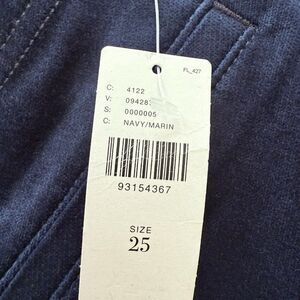 FL_427
C: 4122
V: 09428
S: 0000005
C: NAVY/MARIN
93154367
SIZE
25